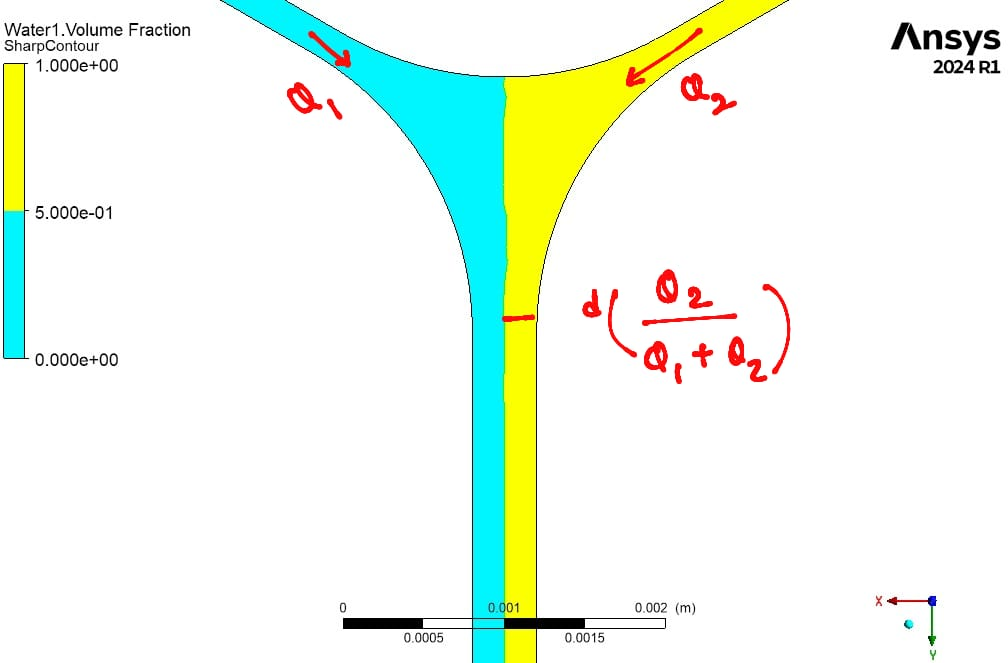 Water1.Volume Fraction
SharpContour
1.000e+00
5.000e-01
0.000e+00
Ansys
2024 R1
Q1
Q2
d(Q2
Q1 + Q2)
0 0.001 0.002 (m)
0.0005 0.0015
X
Y